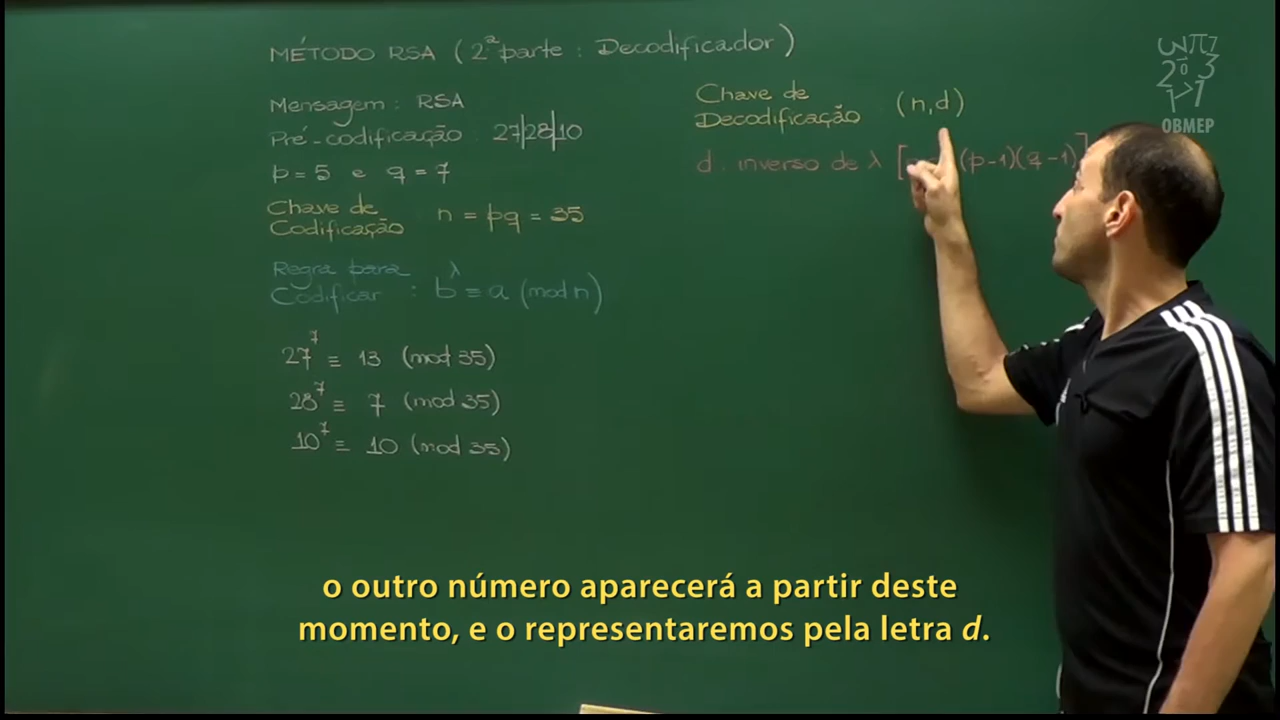 MÉTODO RSA (2ª parte : Decodificador)
Mensagem : RSA
Pré-codificação : 27|28|10
p = 5 e q = 7
Chave de
Codificação n = pq = 35
Regra para
Codificar : b^λ ≡ a (mod n)
27^7 ≡ 13 (mod 35)
28^7 ≡ 7 (mod 35)
10^7 ≡ 10 (mod 35)
Chave de
Decodificação (n,d)
d : inverso de λ [ (p-1)(q-1)]
OBMEP
o outro número aparecerá a partir deste
momento, e o representaremos pela letra d.